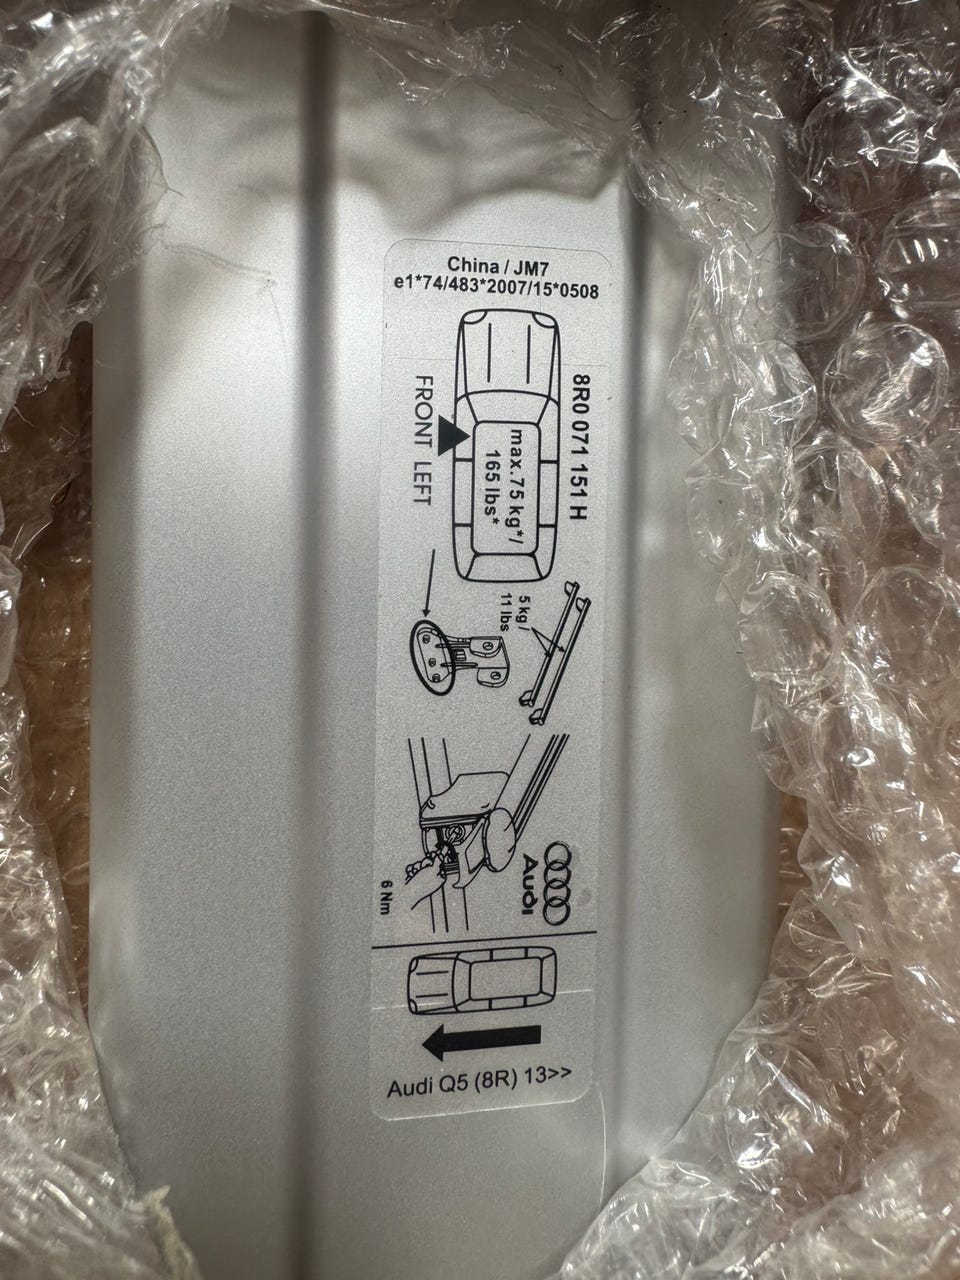 China / JM7
e1*74/483*2007/15*0508
8R0 071 151 H
max.75 kg*/
165 lbs*
FRONT LEFT
5 kg /
11 lbs
Audi
6 Nm
Audi Q5 (8R) 13>>